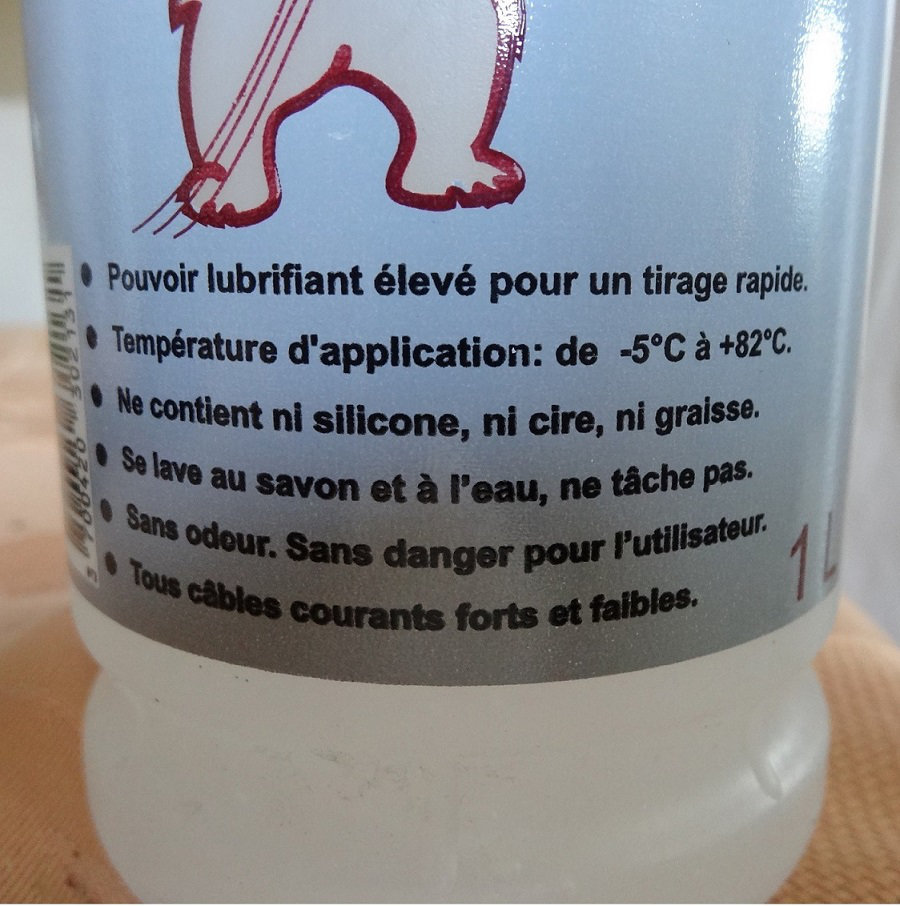 • Pouvoir lubrifiant élevé pour un tirage rapide.
• Température d'application: de -5°C à +82°C.
• Ne contient ni silicone, ni cire, ni graisse.
• Se lave au savon et à l'eau, ne tâche pas.
• Sans odeur. Sans danger pour l'utilisateur.
• Tous câbles courants forts et faibles.
1 L